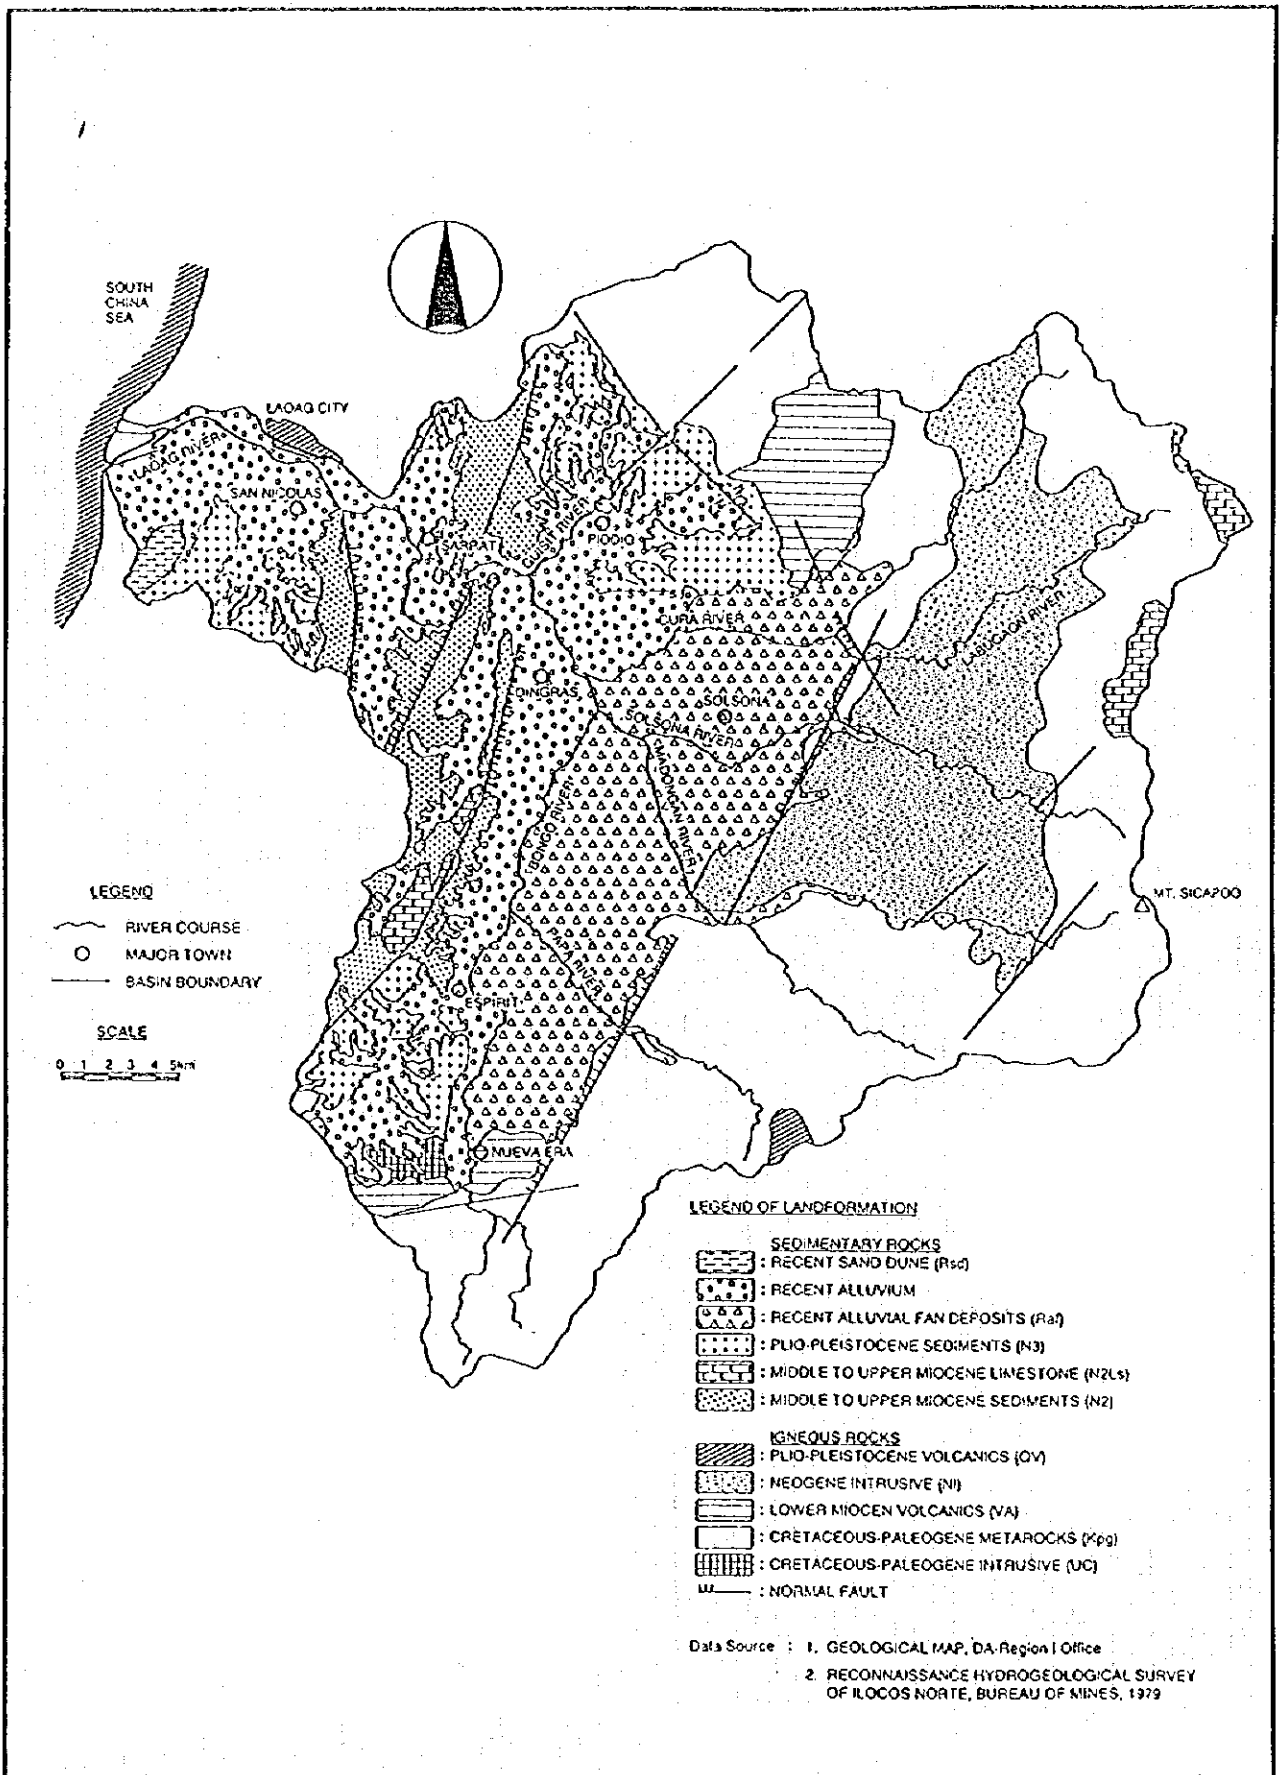 SOUTH
CHINA
SEA
LAOAG CITY
LAOAG RIVER
SAN NICOLAS
SARRAT
GUISIT RIVER
PIDDIG
CURA RIVER
LABUGAON RIVER
DINGRAS
SOLSONA
SOLSONA RIVER
MADONGAN RIVER
BONGO RIVER
MT. SICAPOO
PAPA RIVER
ESPIRIT
NUEVA ERA
LEGEND
RIVER COURSE
MAJOR TOWN
BASIN BOUNDARY
SCALE
0 1 2 3 4 5km
LEGEND OF LANDFORMATION
SEDIMENTARY ROCKS
: RECENT SAND DUNE (Rsd)
: RECENT ALLUVIUM
: RECENT ALLUVIAL FAN DEPOSITS (Raf)
: PLIO-PLEISTOCENE SEDIMENTS (N3)
: MIDDLE TO UPPER MIOCENE LIMESTONE (N2Ls)
: MIDDLE TO UPPER MIOCENE SEDIMENTS (N2)
IGNEOUS ROCKS
: PLIO-PLEISTOCENE VOLCANICS (QV)
: NEOGENE INTRUSIVE (NI)
: LOWER MIOCEN VOLCANICS (VA)
: CRETACEOUS-PALEOGENE METAROCKS (Kpg)
: CRETACEOUS-PALEOGENE INTRUSIVE (UC)
: NORMAL FAULT
Data Source : 1. GEOLOGICAL MAP, DA-Region I Office
2. RECONNAISSANCE HYDROGEOLOGICAL SURVEY
OF ILOCOS NORTE, BUREAU OF MINES, 1979